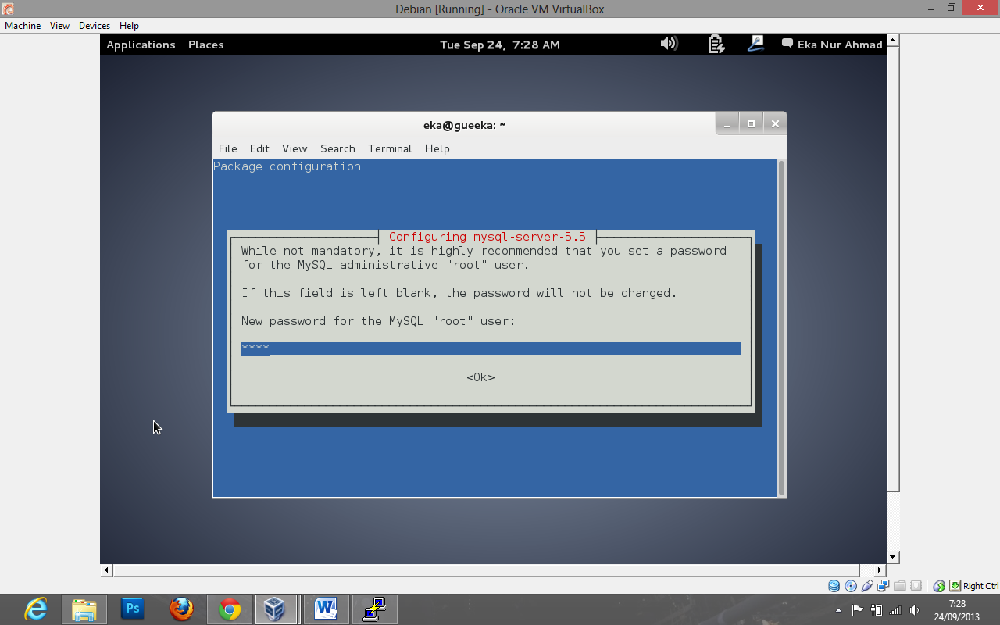 Debian [Running] - Oracle VM VirtualBox
Machine View Devices Help
Applications Places Tue Sep 24, 7:28 AM Eka Nur Ahmad
eka@gueeka: ~
File Edit View Search Terminal Help
Package configuration
Configuring mysql-server-5.5
While not mandatory, it is highly recommended that you set a password
for the MySQL administrative "root" user.
If this field is left blank, the password will not be changed.
New password for the MySQL "root" user:
****
<Ok>
Right Ctrl
Ps
W
7:28
24/09/2013